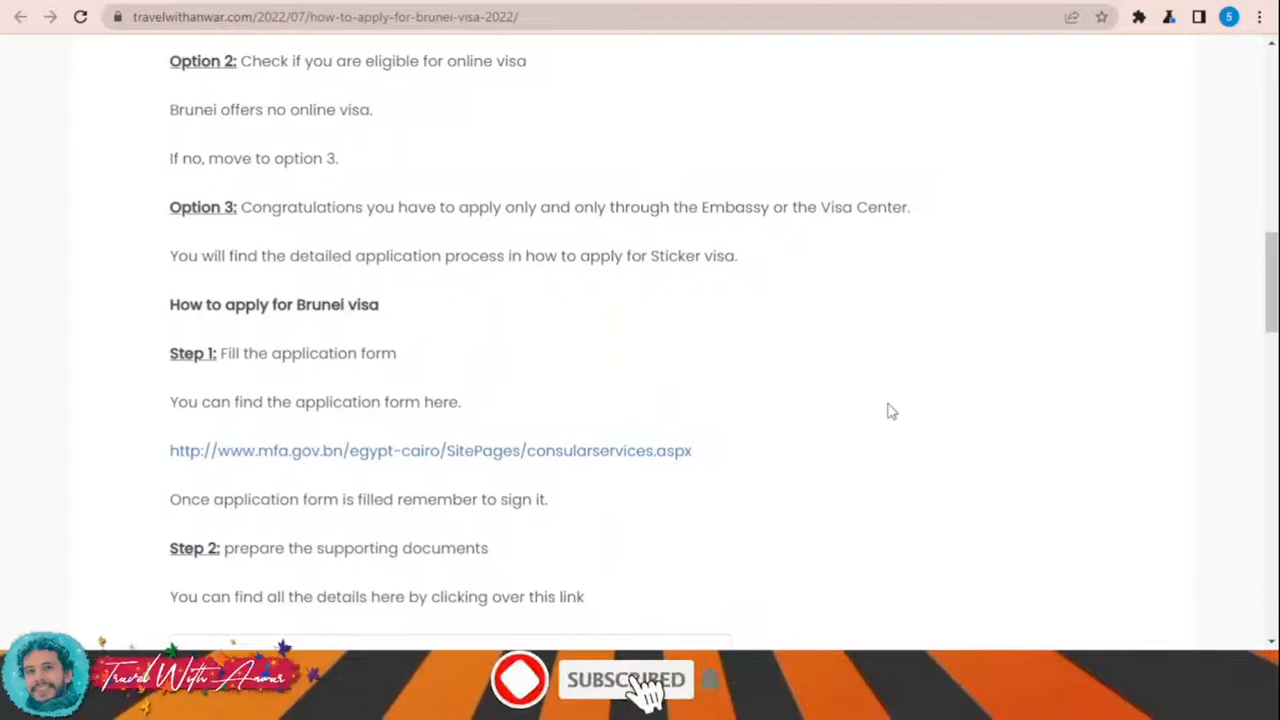 travelwithanwar.com/2022/07/how-to-apply-for-brunei-visa-2022/
5
Option 2: Check if you are eligible for online visa
Brunei offers no online visa.
If no, move to option 3.
Option 3: Congratulations you have to apply only and only through the Embassy or the Visa Center.
You will find the detailed application process in how to apply for Sticker visa.
How to apply for Brunei visa
Step 1: Fill the application form
You can find the application form here.
http://www.mfa.gov.bn/egypt-cairo/SitePages/consularservices.aspx
Once application form is filled remember to sign it.
Step 2: prepare the supporting documents
You can find all the details here by clicking over this link
Travel With Anwar
SUBSCRIBED